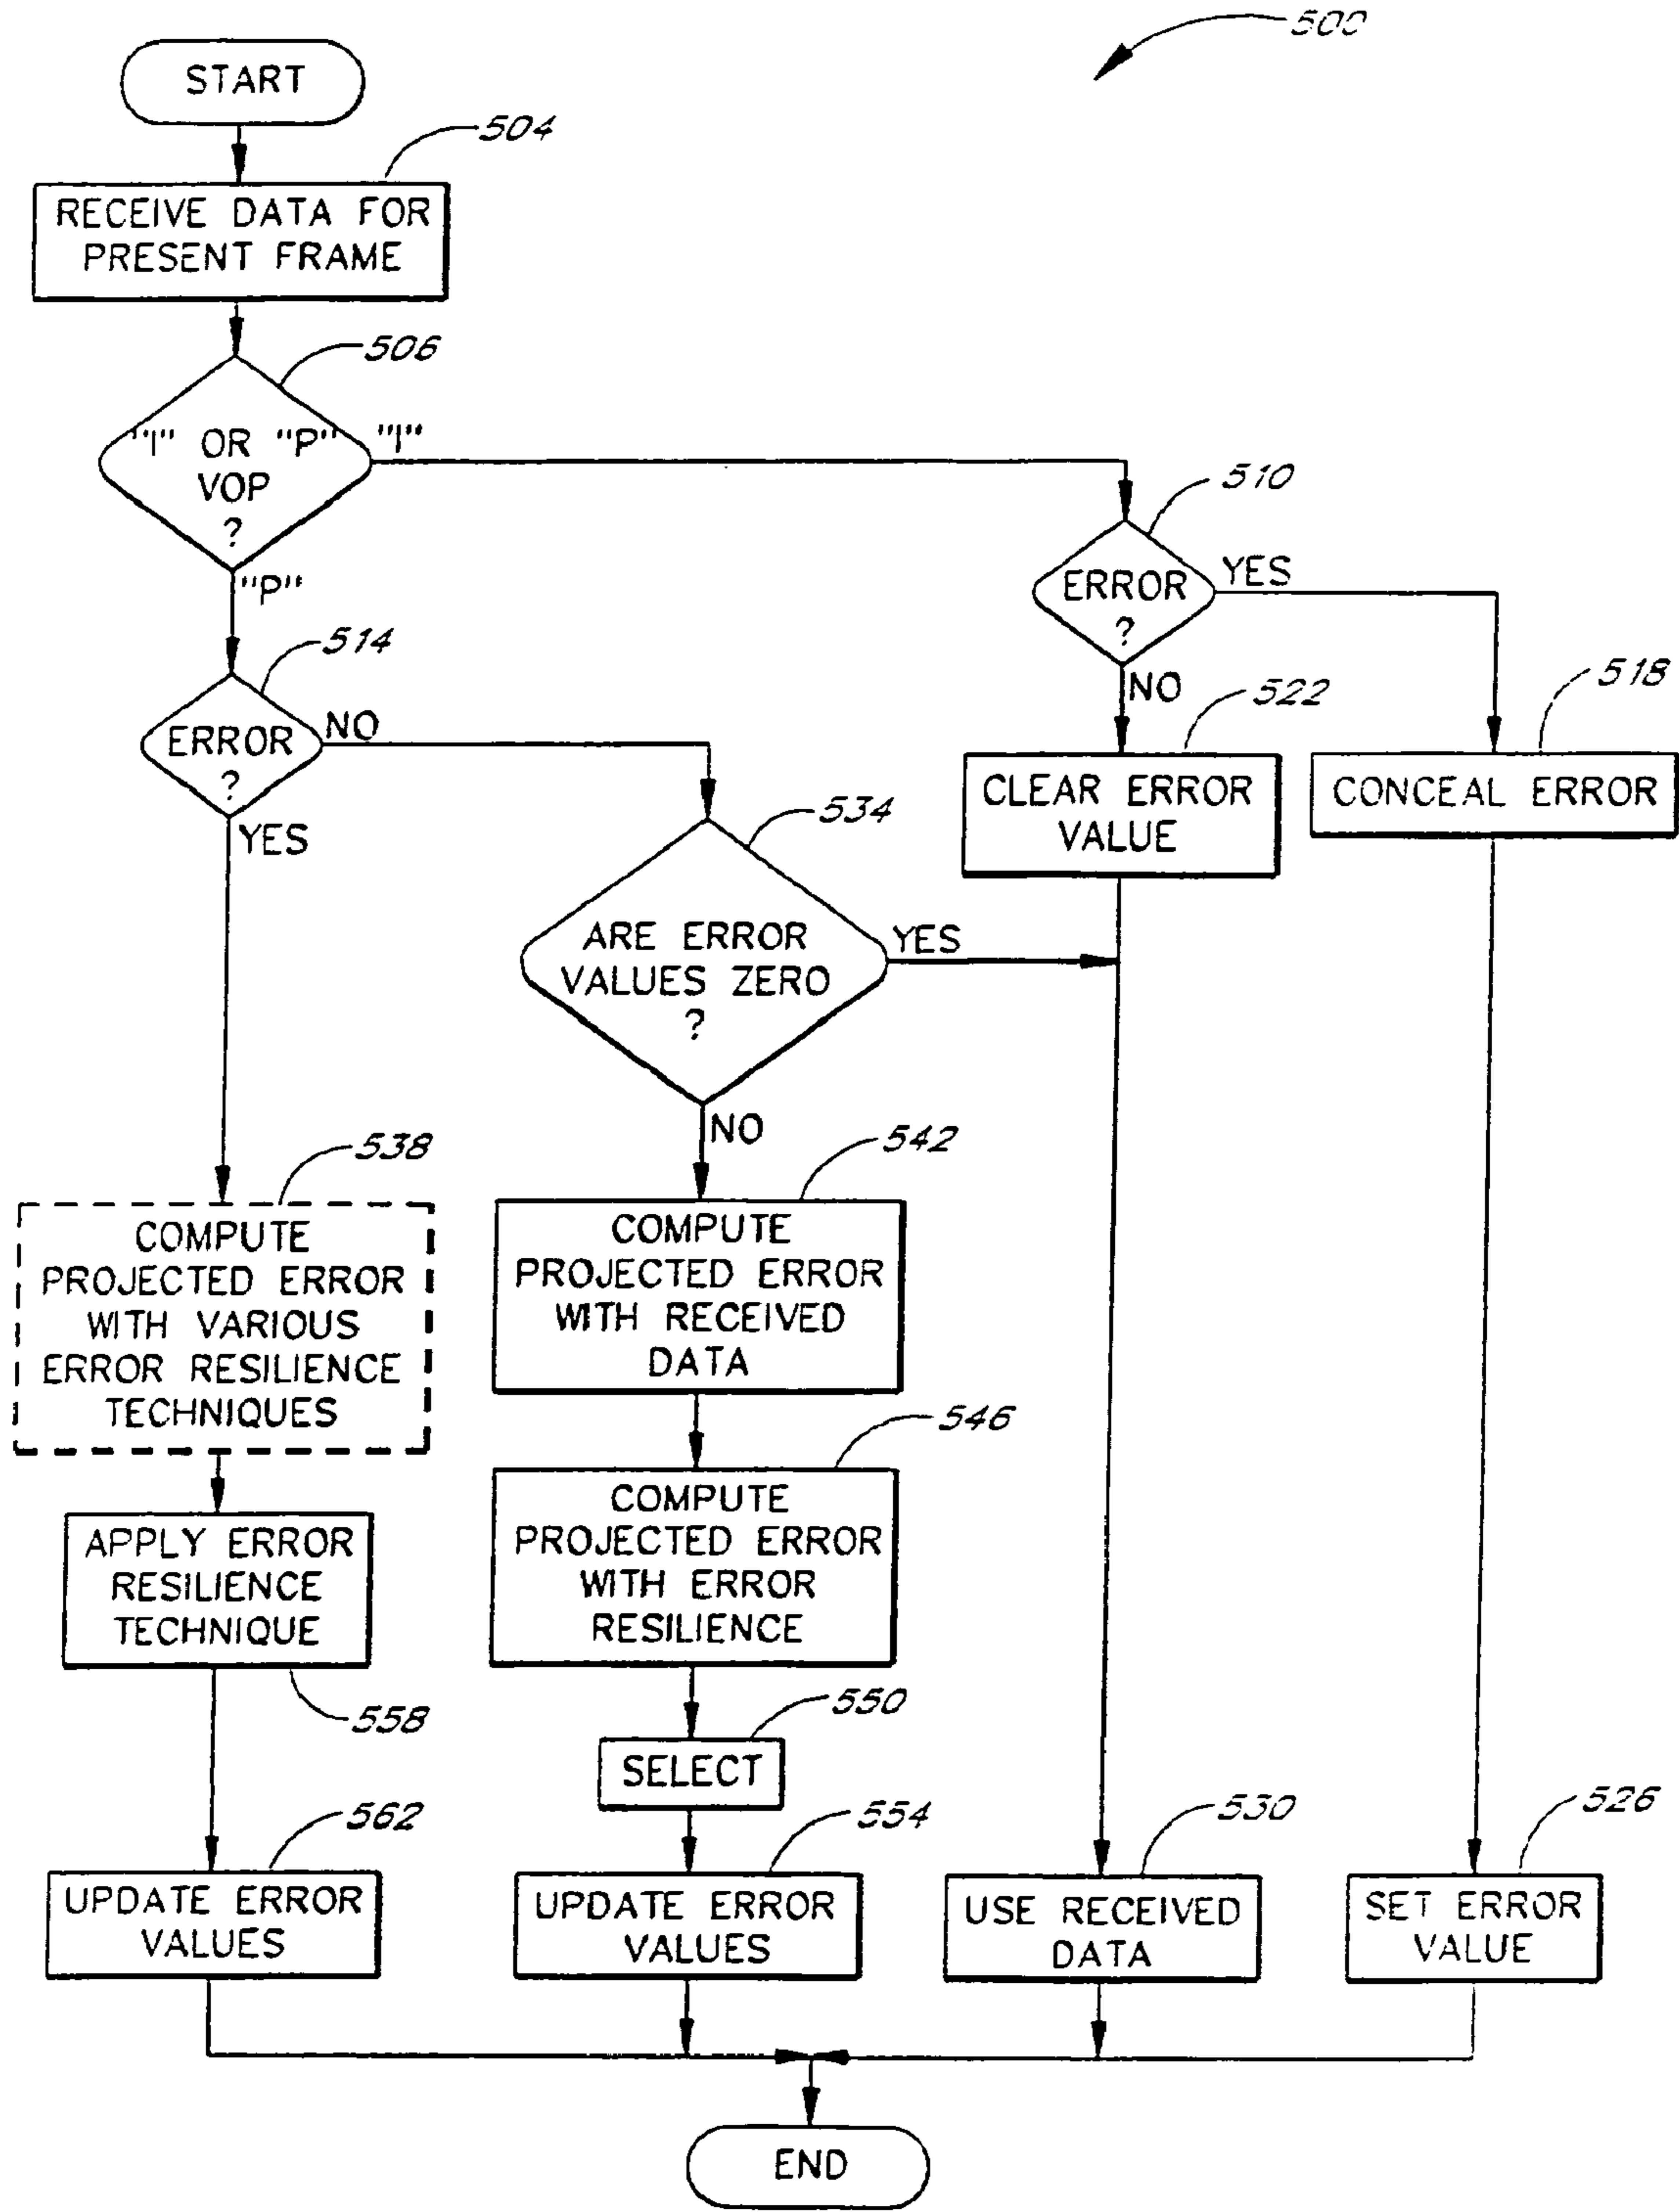 500
START
504
RECEIVE DATA FOR
PRESENT FRAME
506
"I" OR "P"
VOP
?
"I"
"P"
510
ERROR
?
YES
NO
514
ERROR
?
NO
YES
522
CLEAR ERROR
VALUE
518
CONCEAL ERROR
534
ARE ERROR
VALUES ZERO
?
YES
NO
538
COMPUTE
PROJECTED ERROR
WITH VARIOUS
ERROR RESILIENCE
TECHNIQUES
542
COMPUTE
PROJECTED ERROR
WITH RECEIVED
DATA
546
COMPUTE
PROJECTED ERROR
WITH ERROR
RESILIENCE
APPLY ERROR
RESILIENCE
TECHNIQUE
558
550
SELECT
562
UPDATE ERROR
VALUES
554
UPDATE ERROR
VALUES
530
USE RECEIVED
DATA
526
SET ERROR
VALUE
END